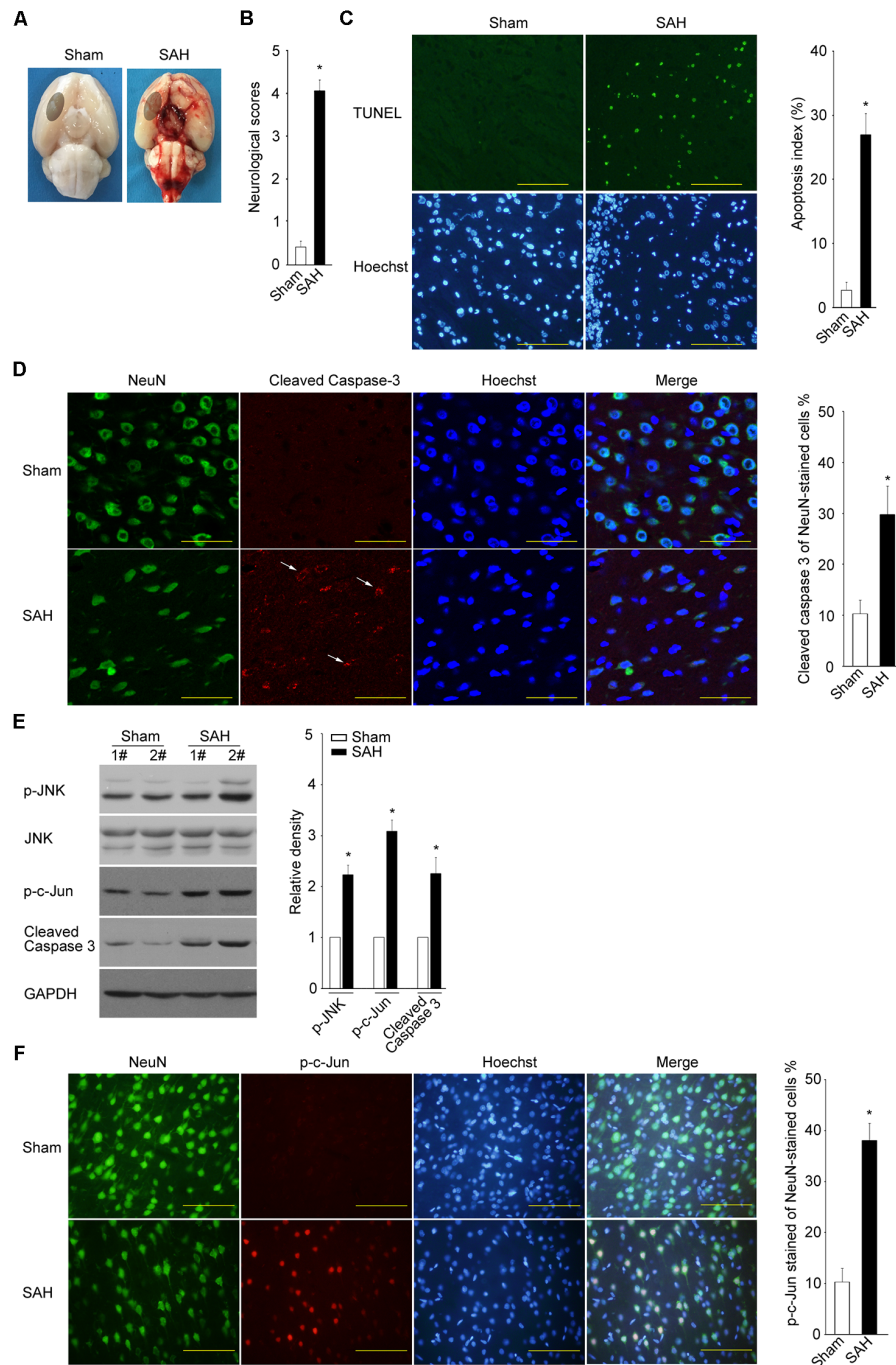 A
Sham
SAH
B
Neurological scores
5
4
3
2
1
0
*
Sham
SAH
C
Sham
SAH
TUNEL
Hoechst
Apoptosis index (%)
40
30
20
10
0
*
Sham
SAH
D
NeuN
Cleaved Caspase-3
Hoechst
Merge
Sham
SAH
Cleaved caspase 3 of NeuN-stained cells %
50
40
30
20
10
0
*
Sham
SAH
E
Sham
SAH
1# 2# 1# 2#
p-JNK
JNK
p-c-Jun
Cleaved
Caspase 3
GAPDH
Sham
SAH
Relative density
5
4
3
2
1
0
*
*
*
p-JNK
p-c-Jun
Cleaved
Caspase 3
F
NeuN
p-c-Jun
Hoechst
Merge
Sham
SAH
p-c-Jun stained of NeuN-stained cells %
50
40
30
20
10
0
*
Sham
SAH